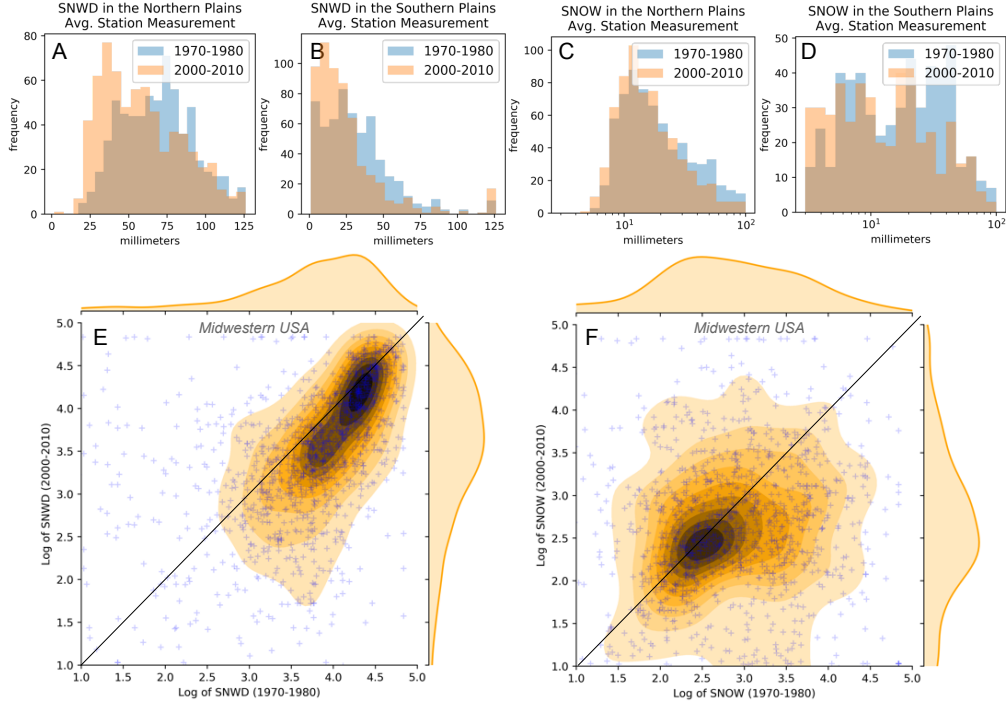 SNWD in the Northern Plains
Avg. Station Measurement
A
1970-1980
2000-2010
frequency
80
60
40
20
0
0 25 50 75 100 125
millimeters
SNWD in the Southern Plains
Avg. Station Measurement
B
1970-1980
2000-2010
frequency
120
100
80
60
40
20
0
0 25 50 75 100 125
millimeters
SNOW in the Northern Plains
Avg. Station Measurement
C
1970-1980
2000-2010
frequency
100
80
60
40
20
0
10¹ 10²
millimeters
SNOW in the Southern Plains
Avg. Station Measurement
D
1970-1980
2000-2010
frequency
50
40
30
20
10
0
10¹ 10²
millimeters
E
Midwestern USA
Log of SNWD (2000-2010)
5.0
4.5
4.0
3.5
3.0
2.5
2.0
1.5
1.0
1.0 1.5 2.0 2.5 3.0 3.5 4.0 4.5 5.0
Log of SNWD (1970-1980)
F
Midwestern USA
Log of SNOW (2000-2010)
5.0
4.5
4.0
3.5
3.0
2.5
2.0
1.5
1.0
1.0 1.5 2.0 2.5 3.0 3.5 4.0 4.5 5.0
Log of SNOW (1970-1980)